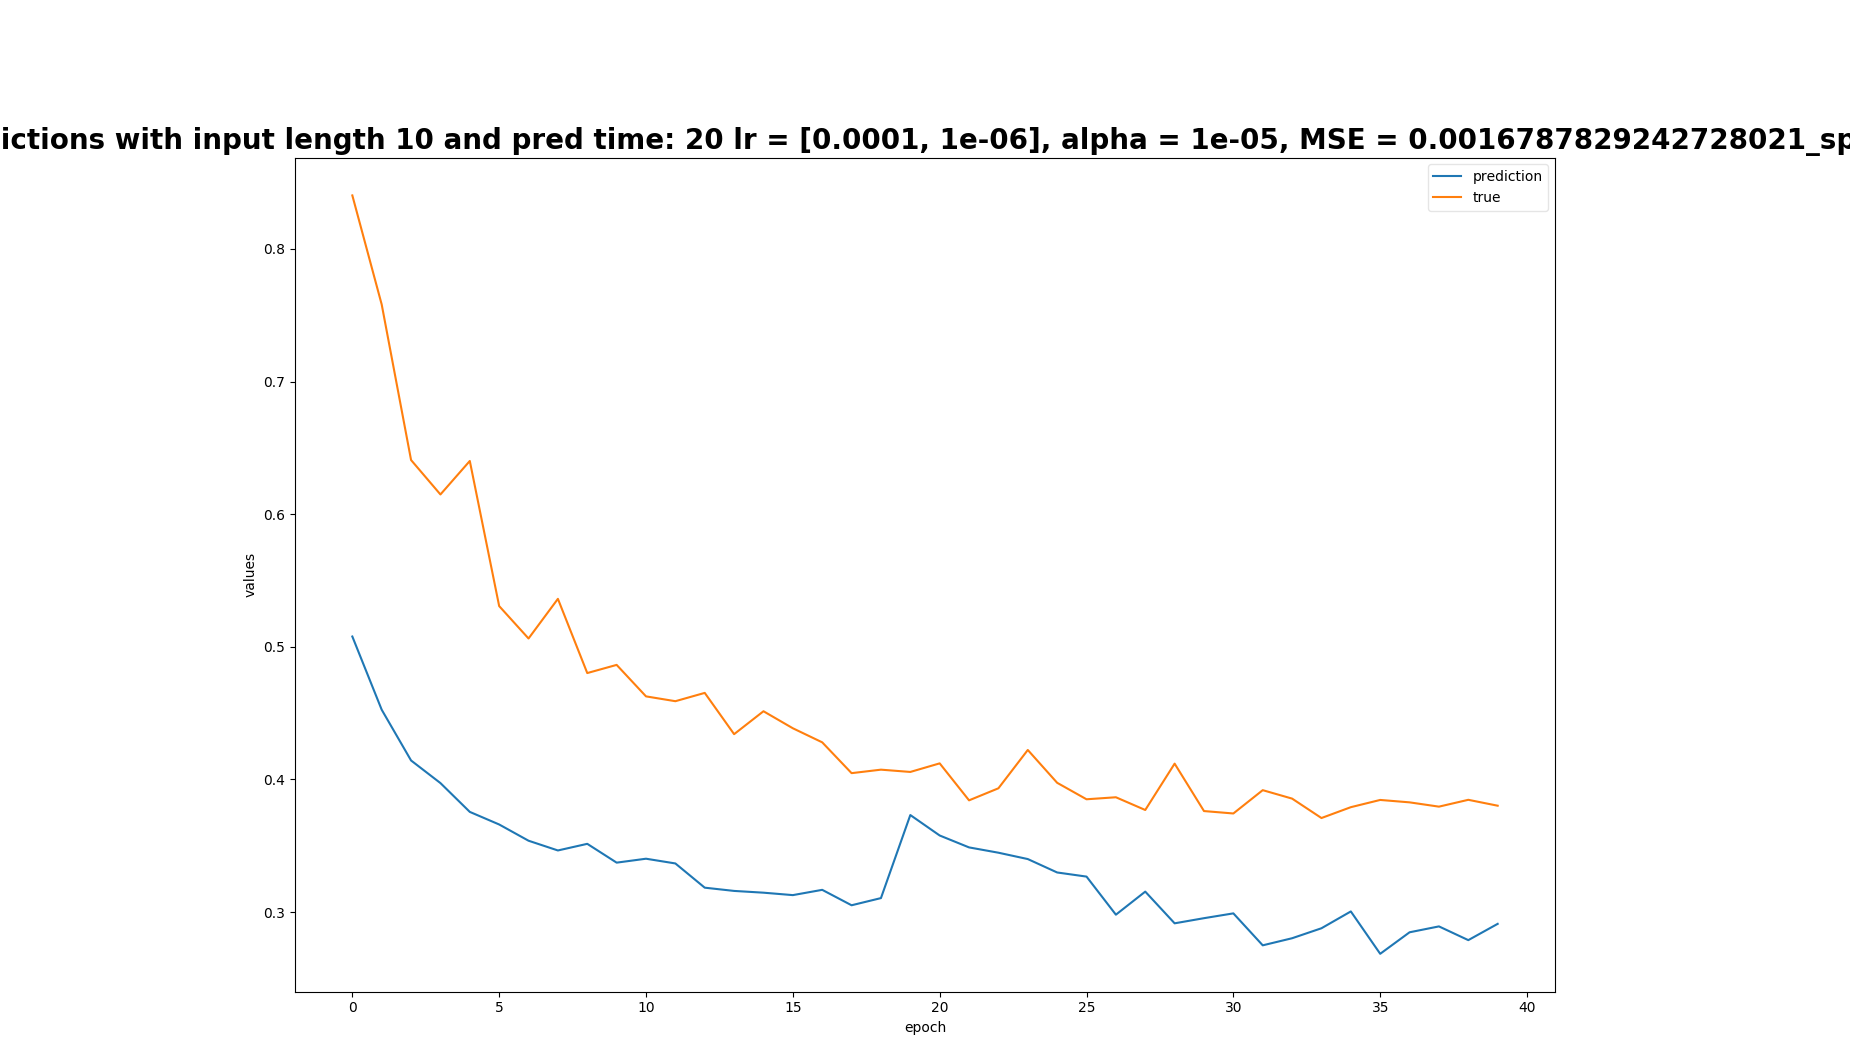 ictions with input length 10 and pred time: 20 lr = [0.0001, 1e-06], alpha = 1e-05, MSE = 0.0016787829242728021_sp
prediction
true
0.8
0.7
0.6
0.5
0.4
0.3
values
0 5 10 15 20 25 30 35 40
epoch